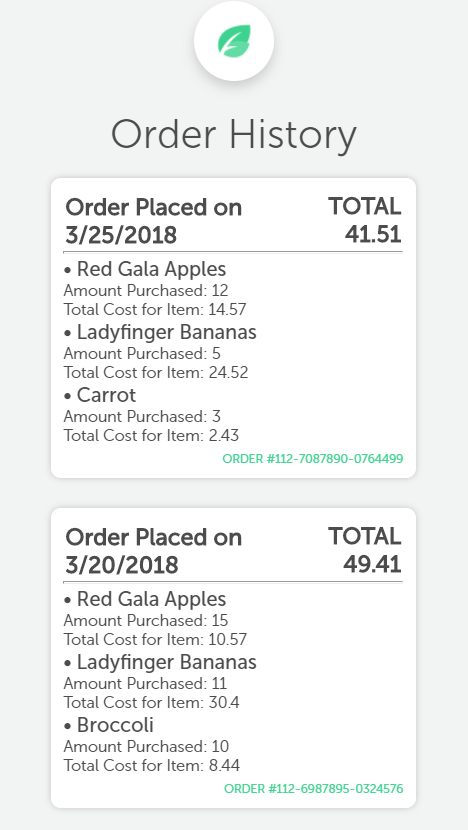 Order History
Order Placed on
3/25/2018
TOTAL
41.51
• Red Gala Apples
Amount Purchased: 12
Total Cost for Item: 14.57
• Ladyfinger Bananas
Amount Purchased: 5
Total Cost for Item: 24.52
• Carrot
Amount Purchased: 3
Total Cost for Item: 2.43
ORDER #112-7087890-0764499
Order Placed on
3/20/2018
TOTAL
49.41
• Red Gala Apples
Amount Purchased: 15
Total Cost for Item: 10.57
• Ladyfinger Bananas
Amount Purchased: 11
Total Cost for Item: 30.4
• Broccoli
Amount Purchased: 10
Total Cost for Item: 8.44
ORDER #112-6987895-0324576